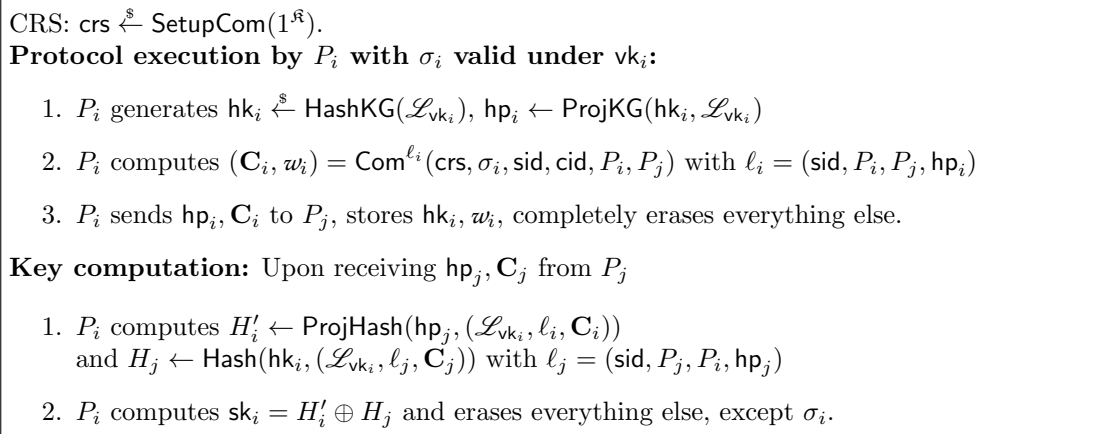 CRS: crs $← SetupCom(1^𝔎).
Protocol execution by P_i with σ_i valid under vk_i:
1. P_i generates hk_i $← HashKG(ℒ_{vk_i}), hp_i ← ProjKG(hk_i, ℒ_{vk_i})
2. P_i computes (C_i, w_i) = Com^{ℓ_i}(crs, σ_i, sid, cid, P_i, P_j) with ℓ_i = (sid, P_i, P_j, hp_i)
3. P_i sends hp_i, C_i to P_j, stores hk_i, w_i, completely erases everything else.
Key computation: Upon receiving hp_j, C_j from P_j
1. P_i computes H′_i ← ProjHash(hp_j, (ℒ_{vk_i}, ℓ_i, C_i))
and H_j ← Hash(hk_i, (ℒ_{vk_i}, ℓ_j, C_j)) with ℓ_j = (sid, P_j, P_i, hp_j)
2. P_i computes sk_i = H′_i ⊕ H_j and erases everything else, except σ_i.